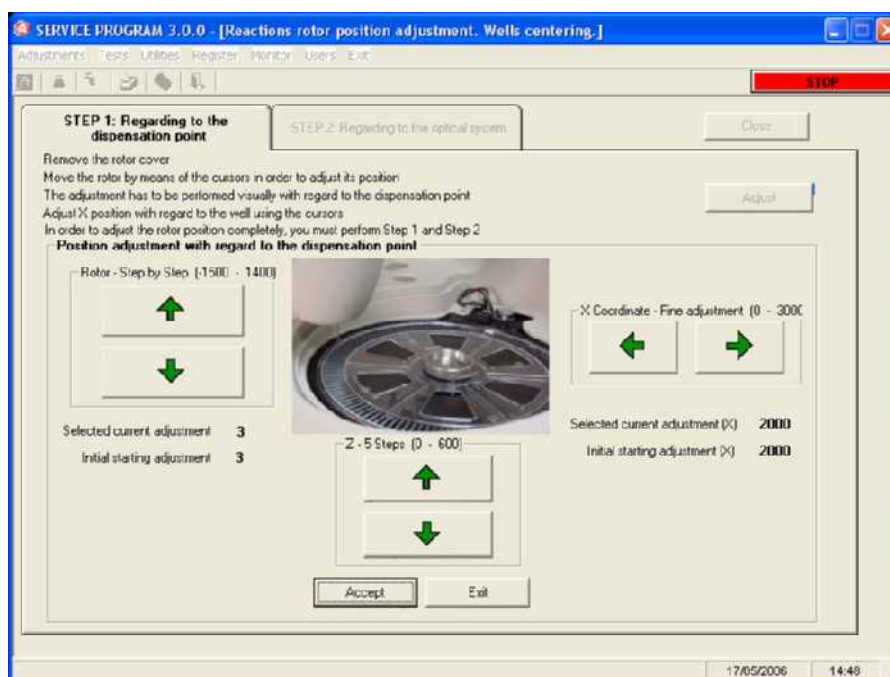 SERVICE PROGRAM 3.0.0 - [Reactions rotor position adjustment. Wells centering.]
Adjustments Tests Utilities Register Monitor Users Exit
STOP
STEP 1: Regarding to the
dispensation point
STEP 2: Regarding to the optical system
Close
Remove the rotor cover
Move the rotor by means of the cursors in order to adjust its position
The adjustment has to be performed visually with regard to the dispensation point
Adjust X position with regard to the well using the cursors
In order to adjust the rotor position completely, you must perform Step 1 and Step 2
Adjust
Position adjustment with regard to the dispensation point
Rotor - Step by Step (-1500 - 1400)
X Coordinate - Fine adjustment (0 - 3000
Selected current adjustment 3
Initial starting adjustment 3
Selected current adjustment (X) 2000
Initial starting adjustment (X) 2000
Z - 5 Steps (0 - 600)
Accept
Exit
17/05/2006
14:48